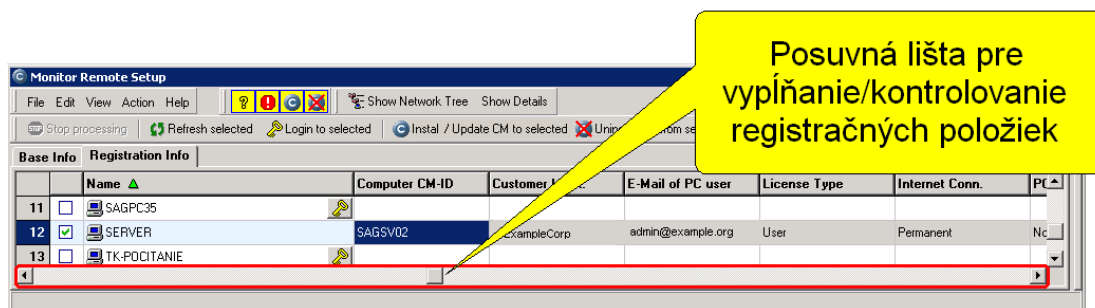 Posuvná lišta pre
vypĺňanie/kontrolovanie
registračných položiek
Monitor Remote Setup
File Edit View Action Help Show Network Tree Show Details
Stop processing Refresh selected Login to selected Instal / Update CM to selected
Base Info Registration Info
Name Computer CM-ID Customer E-Mail of PC user License Type Internet Conn.
11 SAGPC35
12 SERVER SAGSV02 ExampleCorp admin@example.org User Permanent
13 TK-POCITANIE